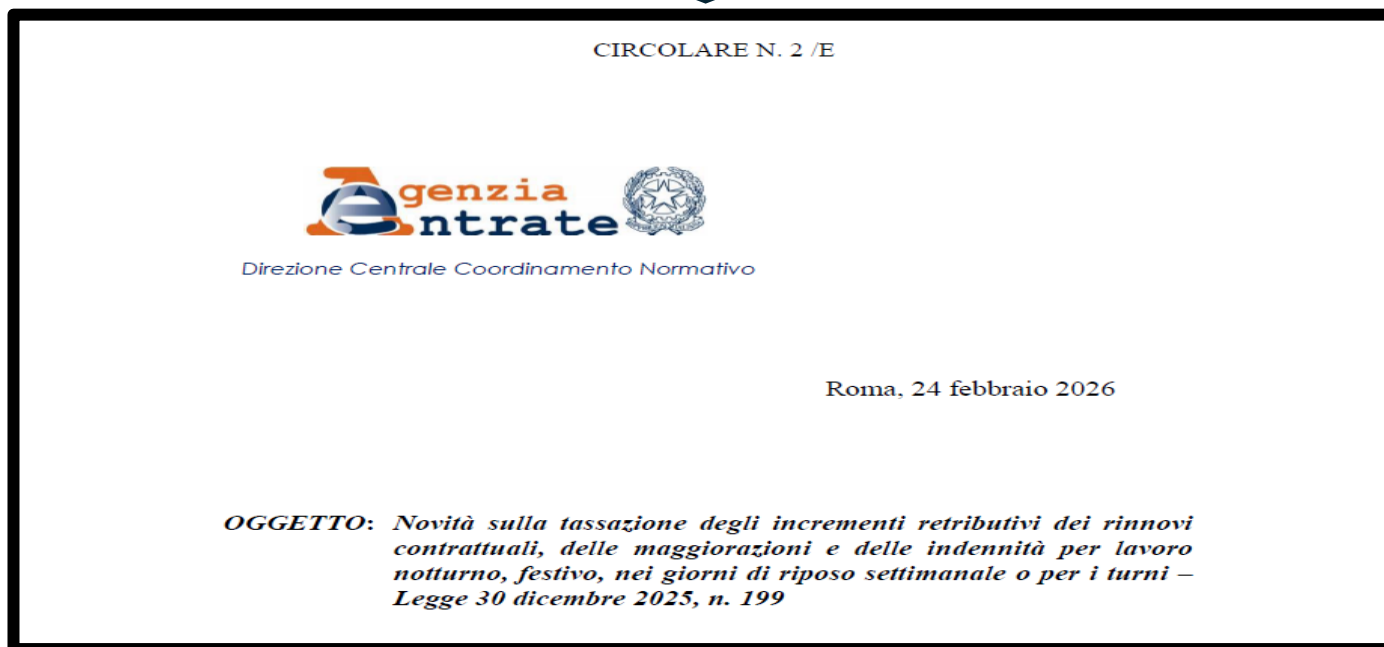 CIRCOLARE N. 2 /E
Agenzia
Entrate
Direzione Centrale Coordinamento Normativo
Roma, 24 febbraio 2026
OGGETTO: Novità sulla tassazione degli incrementi retributivi dei rinnovi
contrattuali, delle maggiorazioni e delle indennità per lavoro
notturno, festivo, nei giorni di riposo settimanale o per i turni –
Legge 30 dicembre 2025, n. 199